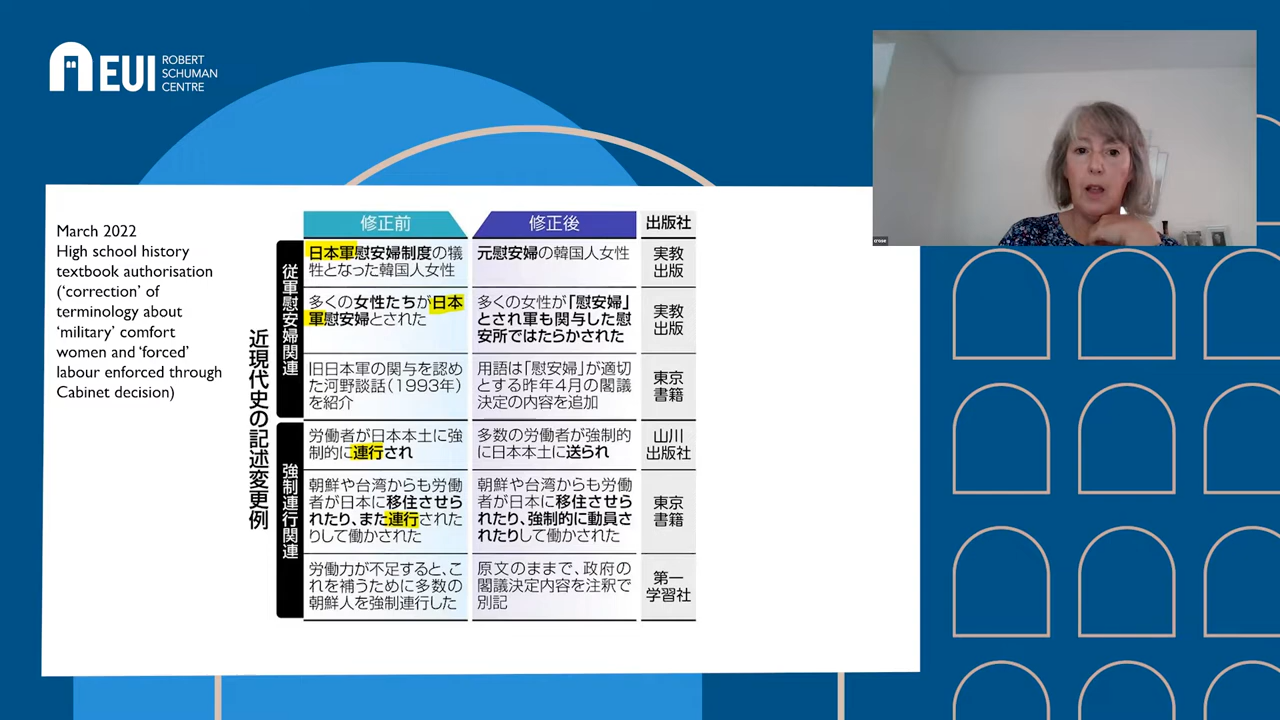 EUI
ROBERT
SCHUMAN
CENTRE
March 2022
High school history
textbook authorisation
(‘correction’ of
terminology about
‘military’ comfort
women and ‘forced’
labour enforced through
Cabinet decision)
近現代史の記述変更例
修正前
修正後
出版社
従軍慰安婦関連
日本軍慰安婦制度の犠
牲となった韓国人女性
元慰安婦の韓国人女性
実教
出版
多くの女性たちが日本
軍慰安婦とされた
多くの女性が「慰安婦」
とされ軍も関与した慰
安所ではたらかされた
実教
出版
旧日本軍の関与を認め
た河野談話(1993年)
を紹介
用語は「慰安婦」が適切
とする昨年4月の閣議
決定の内容を追加
東京
書籍
強制連行関連
労働者が日本本土に強
制的に連行され
多数の労働者が強制的
に日本本土に送られ
山川
出版社
朝鮮や台湾からも労働
者が日本に移住させら
れたり、また連行された
りして働かされた
朝鮮や台湾からも労働
者が日本に移住させら
れたり、強制的に動員さ
れたりして働かされた
東京
書籍
労働力が不足すると、こ
れを補うために多数の
朝鮮人を強制連行した
原文のままで、政府の
閣議決定内容を注釈で
別記
第一
学習社